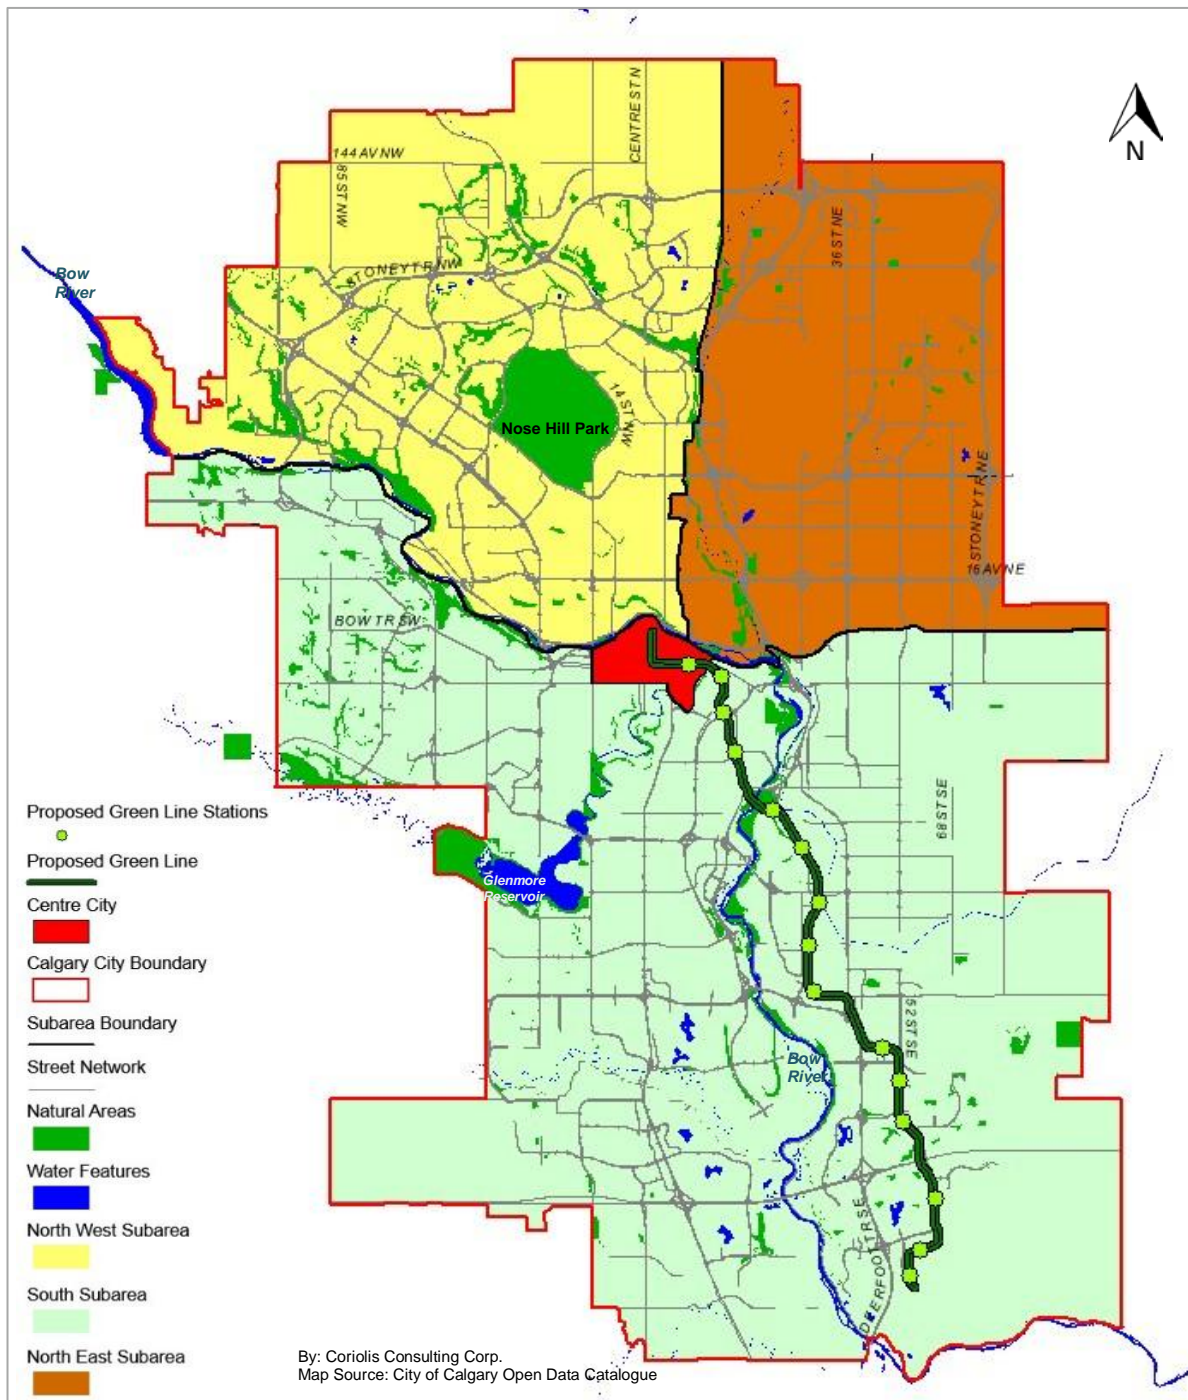 N
CENTRE ST N
144 AV NW
85 ST NW
36 ST NE
STONEY TR NW
Bow
River
14 ST NW
Nose Hill Park
STONEY TR NE
16 AV NE
BOW TR SW
68 ST SE
Glenmore
Reservoir
52 ST SE
Bow
River
DEERFOOT TR SE
Proposed Green Line Stations
Proposed Green Line
Centre City
Calgary City Boundary
Subarea Boundary
Street Network
Natural Areas
Water Features
North West Subarea
South Subarea
North East Subarea
By: Coriolis Consulting Corp.
Map Source: City of Calgary Open Data Catalogue